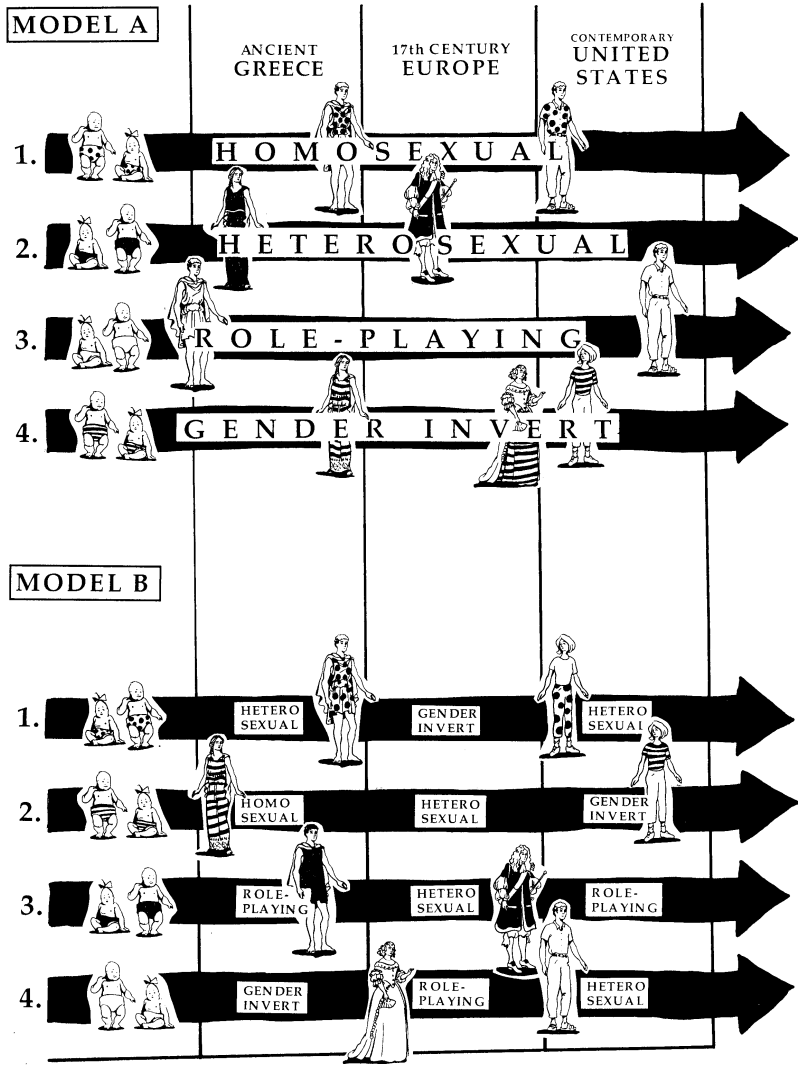 MODEL A
ANCIENT
GREECE
17th CENTURY
EUROPE
CONTEMPORARY
UNITED
STATES
1.
HOMOSEXUAL
2.
HETEROSEXUAL
3.
ROLE-PLAYING
4.
GENDER INVERT
MODEL B
1.
HETERO
SEXUAL
GENDER
INVERT
HETERO
SEXUAL
2.
HOMO
SEXUAL
HETERO
SEXUAL
GENDER
INVERT
3.
ROLE-
PLAYING
HETERO
SEXUAL
ROLE-
PLAYING
4.
GENDER
INVERT
ROLE-
PLAYING
HETERO
SEXUAL